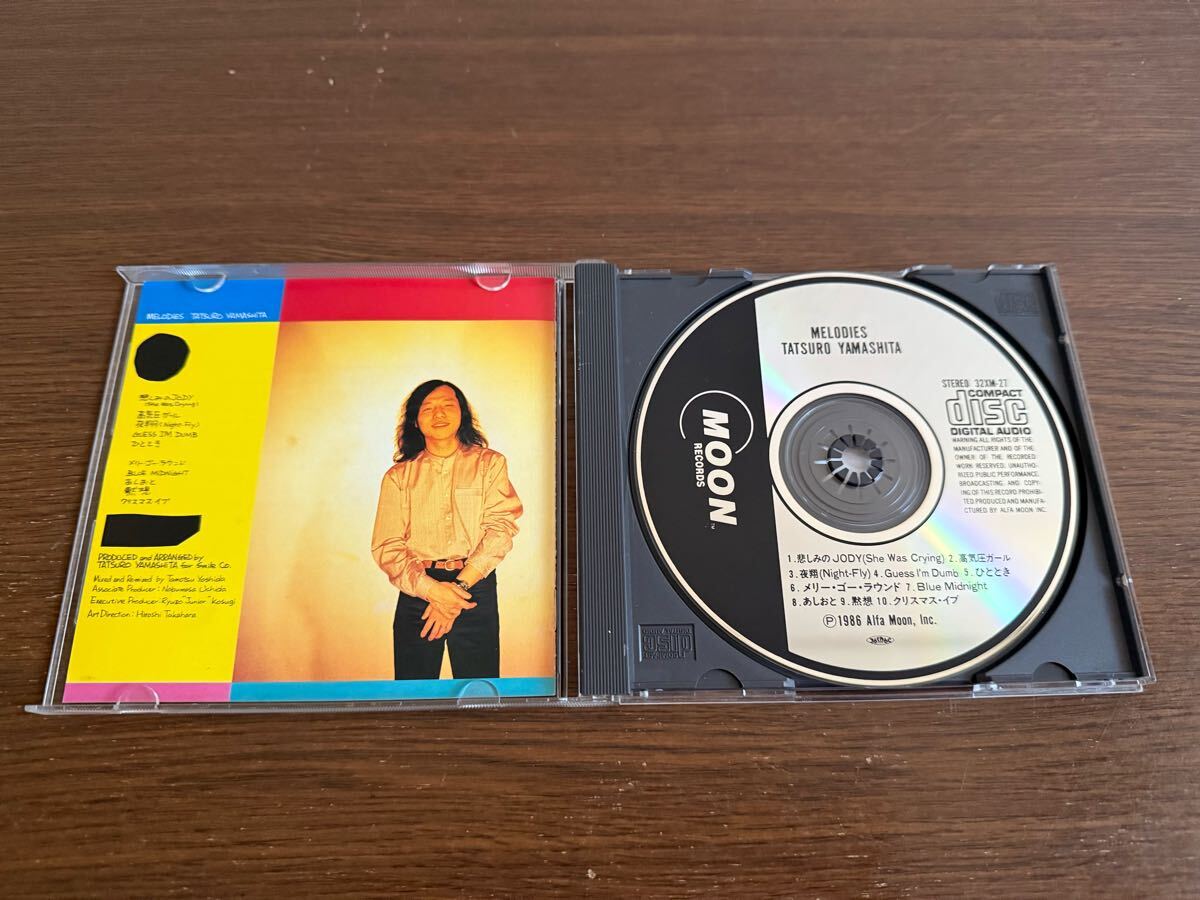 MELODIES TATSURO YAMASHITA
悲しみのJODY
(She Was Crying)
高気圧ガール
夜翔(Night-Fly)
GUESS I'M DUMB
ひととき
メリー・ゴー・ラウンド
BLUE MIDNIGHT
あしおと
黙想
クリスマス・イブ
PRODUCED and ARRANGED by
TATSURO YAMASHITA for Smile Co.
Mixed and Remixed by Tamotsu Yoshida
Associate Producer: Nobumasa Uchida
Executive Producer: Ryuzo "Junior" Kosugi
Art Direction: Hiroshi Takahara
MOON
RECORDS
TM
MELODIES
TATSURO YAMASHITA
STEREO 32XM-27
COMPACT
disc
DIGITAL AUDIO
WARNING: ALL RIGHTS OF THE
MANUFACTURER AND OF THE
OWNER OF THE RECORDED
WORK RESERVED. UNAUTHO-
RIZED PUBLIC PERFORMANCE,
BROADCASTING AND COPY-
ING OF THIS RECORD PROHIBI-
TED. PRODUCED AND MANUFA-
CTURED BY ALFA MOON INC.
1.悲しみのJODY(She Was Crying) 2.高気圧ガール
3.夜翔(Night-Fly) 4.Guess I'm Dumb 5.ひととき
6.メリー・ゴー・ラウンド 7.Blue Midnight
8.あしおと 9.黙想 10.クリスマス・イブ
Ⓟ1986 Alfa Moon, Inc.
disc